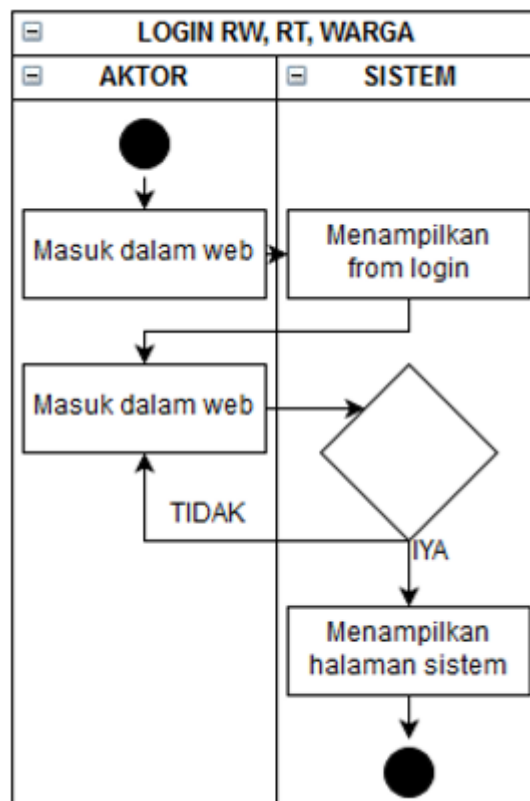 LOGIN RW, RT, WARGA
AKTOR
SISTEM
Masuk dalam web
Menampilkan
from login
Masuk dalam web
TIDAK
IYA
Menampilkan
halaman sistem